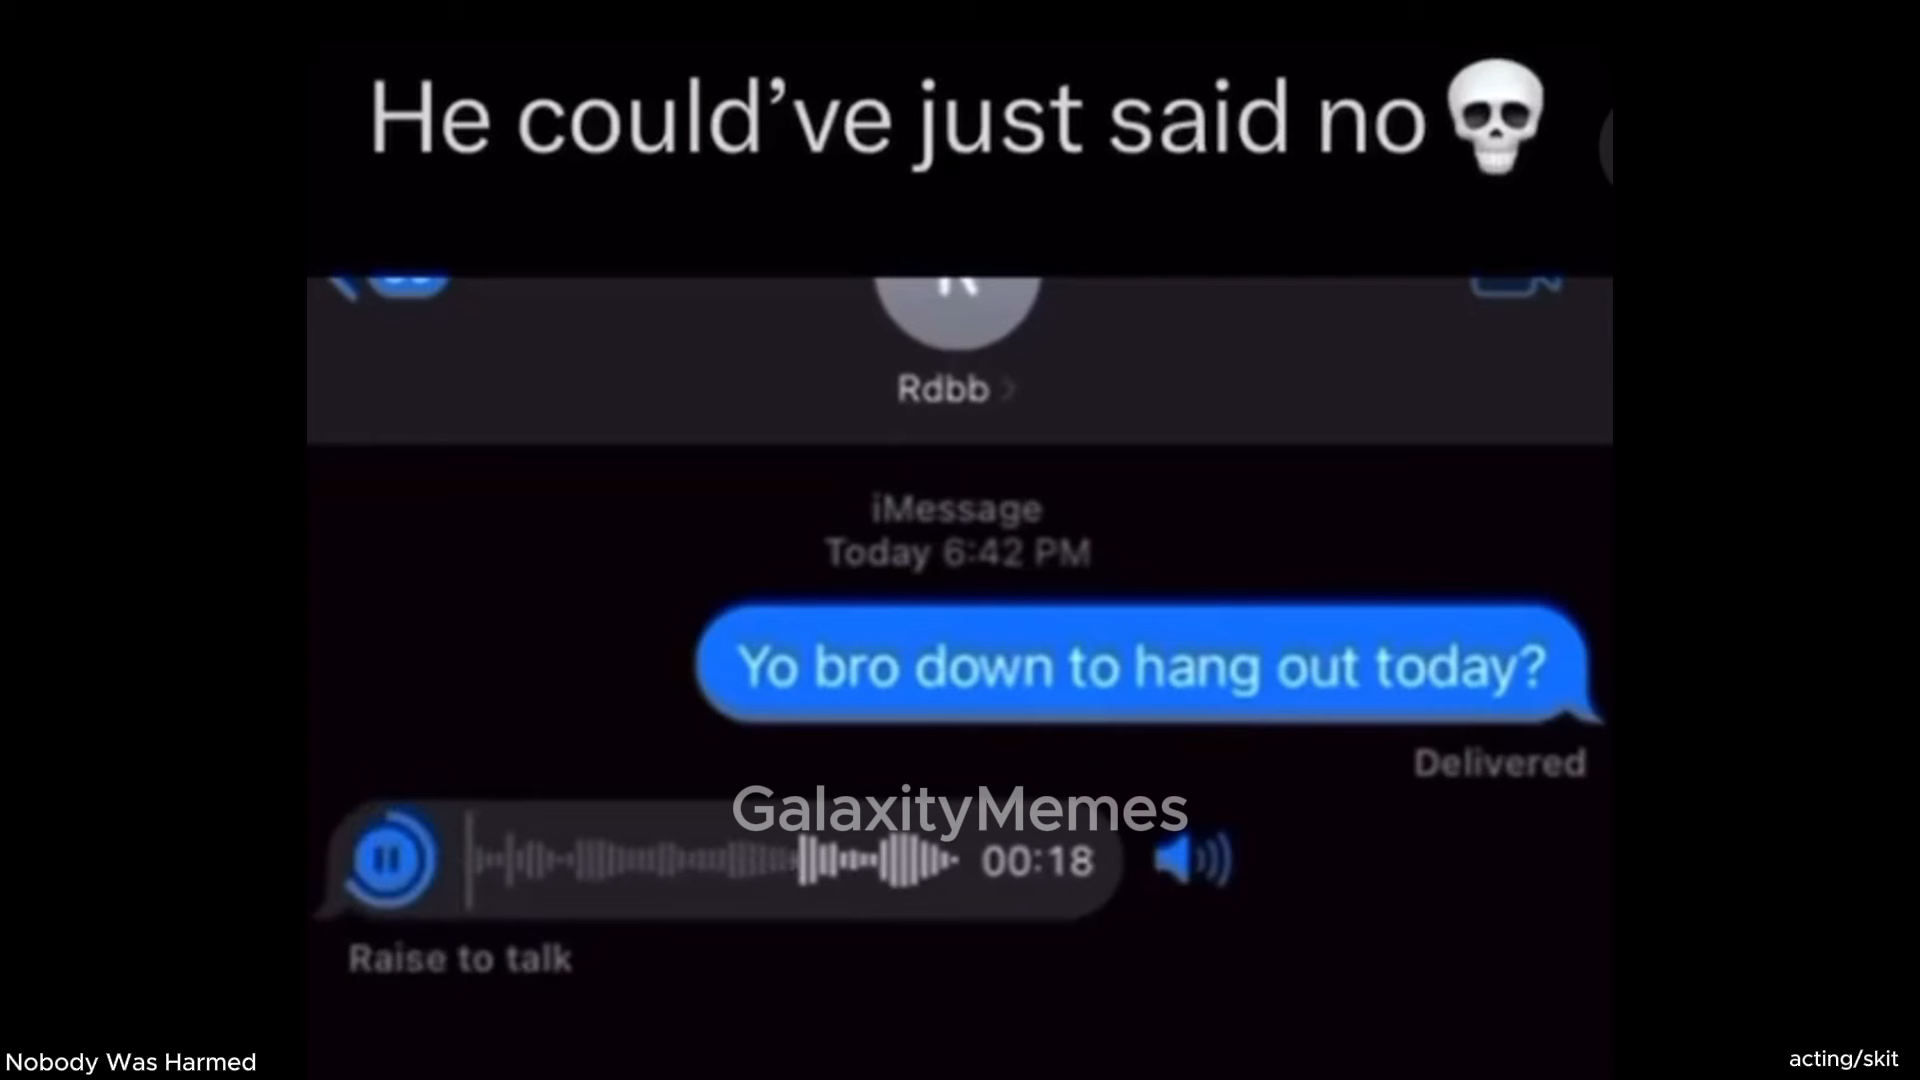 He could’ve just said no💀
Rdbb
iMessage
Today 6:42 PM
Yo bro down to hang out today?
Delivered
GalaxityMemes
00:18
Raise to talk
Nobody Was Harmed
acting/skit